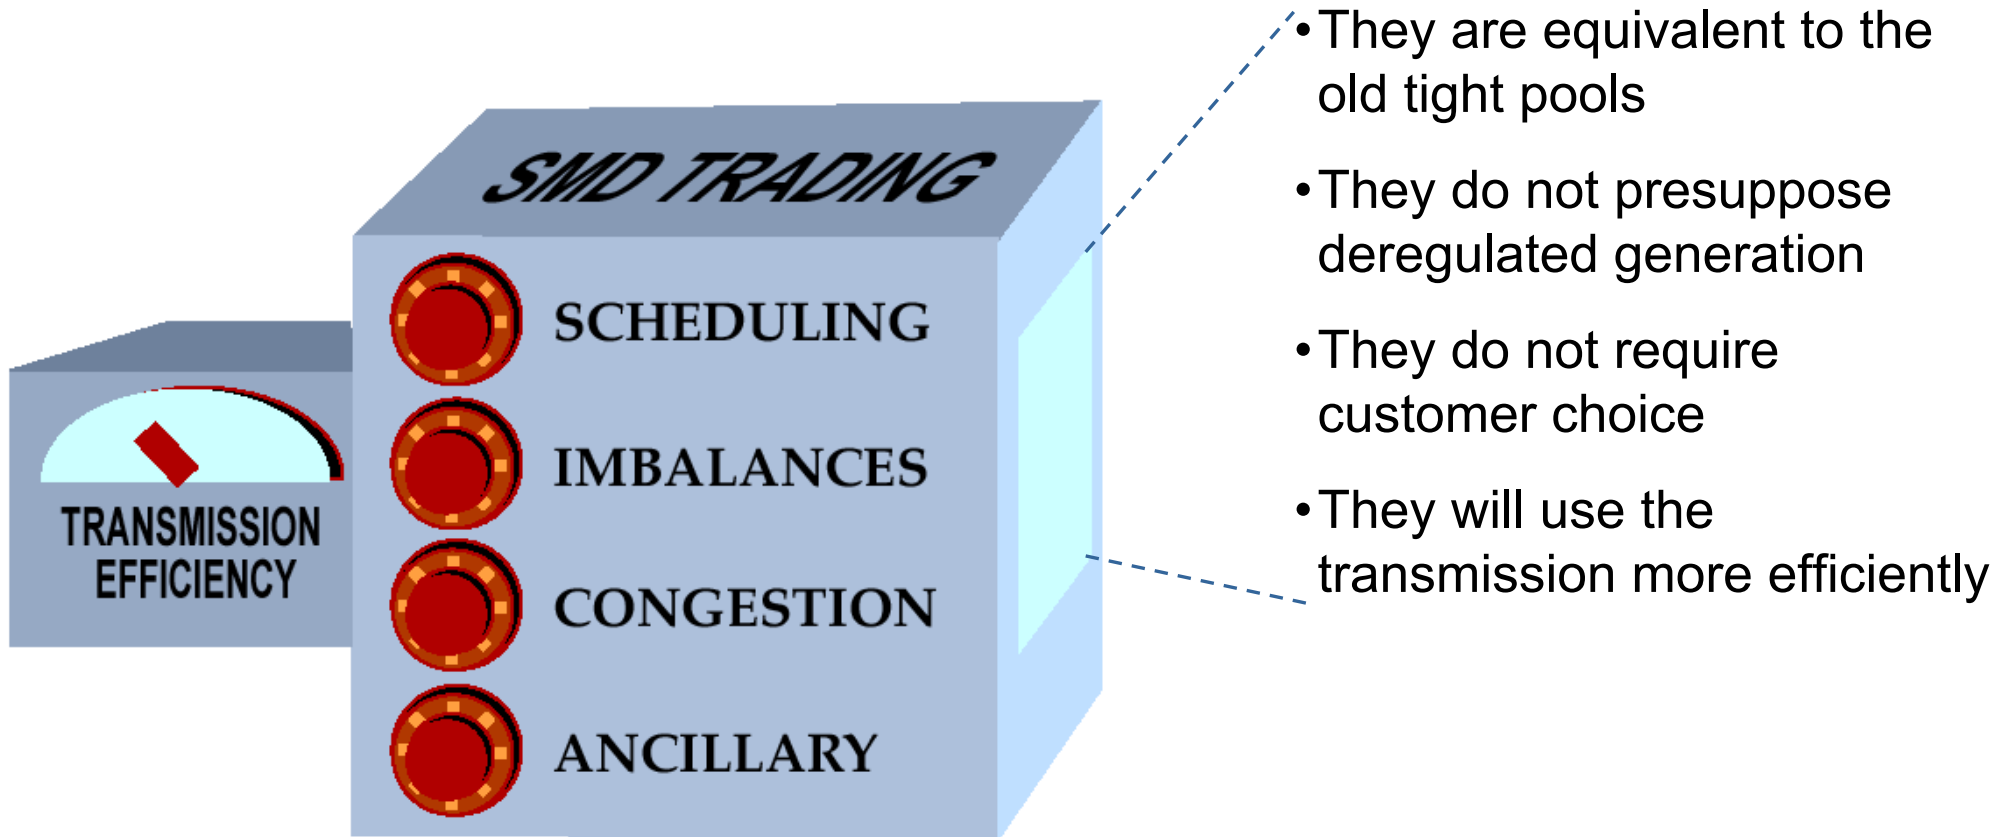 SMD TRADING
SCHEDULING
IMBALANCES
CONGESTION
ANCILLARY
TRANSMISSION
EFFICIENCY
•They are equivalent to the
old tight pools
•They do not presuppose
deregulated generation
•They do not require
customer choice
•They will use the
transmission more efficiently